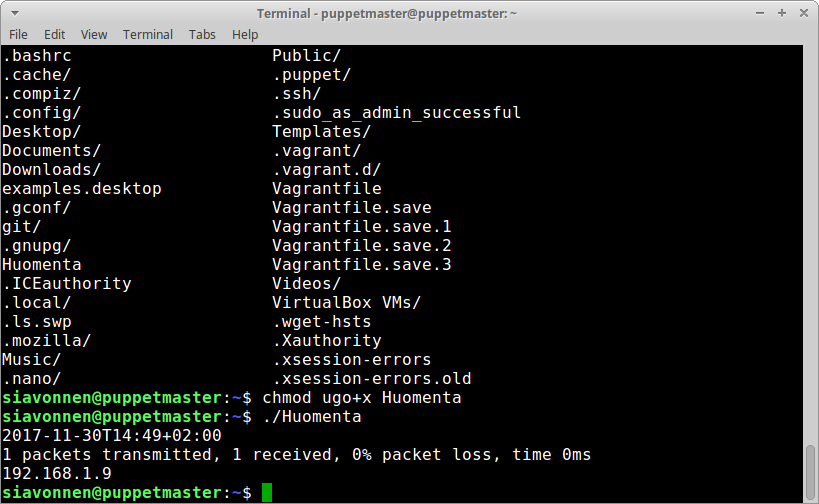 Terminal - puppetmaster@puppetmaster: ~
File Edit View Terminal Tabs Help
.bashrc Public/
.cache/ .puppet/
.compiz/ .ssh/
.config/ .sudo_as_admin_successful
Desktop/ Templates/
Documents/ .vagrant/
Downloads/ .vagrant.d/
examples.desktop Vagrantfile
.gconf/ Vagrantfile.save
git/ Vagrantfile.save.1
.gnupg/ Vagrantfile.save.2
Huomenta Vagrantfile.save.3
.ICEauthority Videos/
.local/ VirtualBox VMs/
.ls.swp .wget-hsts
.mozilla/ .Xauthority
Music/ .xsession-errors
.nano/ .xsession-errors.old
siavonnen@puppetmaster:~$ chmod ugo+x Huomenta
siavonnen@puppetmaster:~$ ./Huomenta
2017-11-30T14:49+02:00
1 packets transmitted, 1 received, 0% packet loss, time 0ms
192.168.1.9
siavonnen@puppetmaster:~$